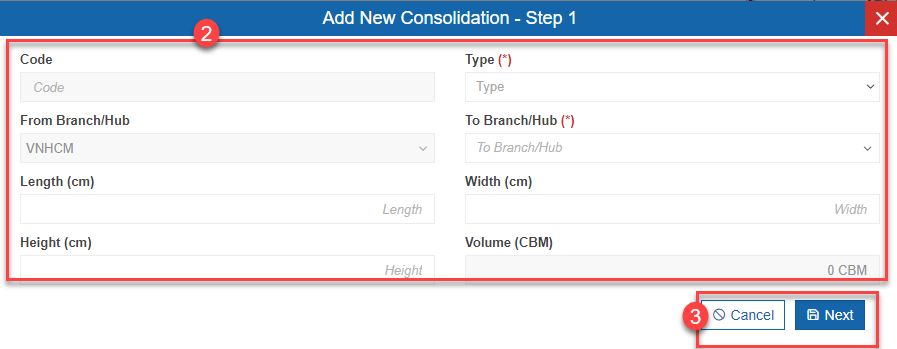 Add New Consolidation - Step 1
2
Code
Type (*)
Code
Type
From Branch/Hub
To Branch/Hub (*)
VNHCM
To Branch/Hub
Length (cm)
Width (cm)
Length
Width
Height (cm)
Volume (CBM)
Height
0 CBM
3
Cancel
Next